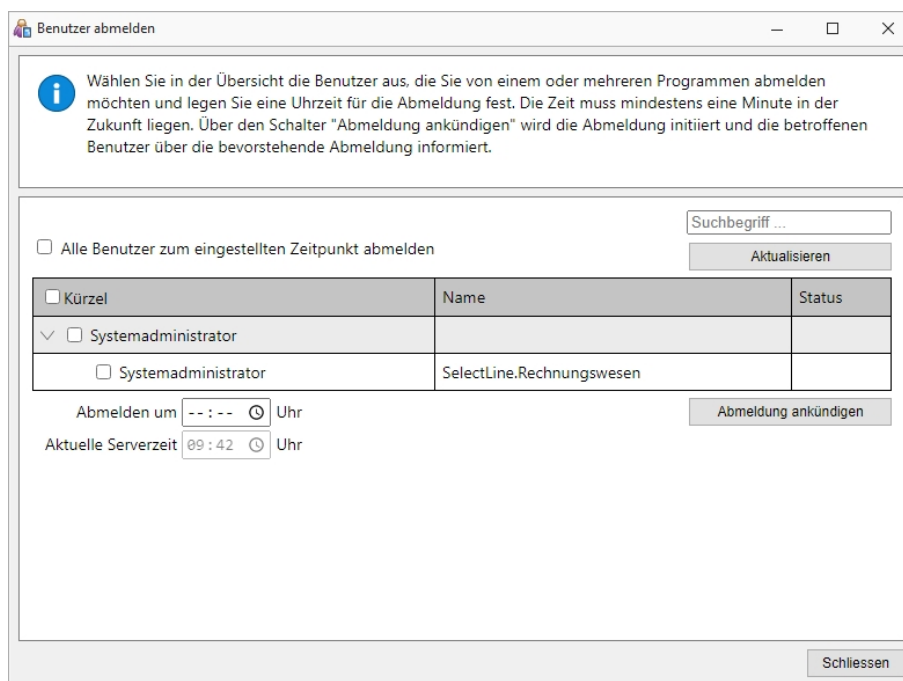 Benutzer abmelden
Wählen Sie in der Übersicht die Benutzer aus, die Sie von einem oder mehreren Programmen abmelden
möchten und legen Sie eine Uhrzeit für die Abmeldung fest. Die Zeit muss mindestens eine Minute in der
Zukunft liegen. Über den Schalter "Abmeldung ankündigen" wird die Abmeldung initiiert und die betroffenen
Benutzer über die bevorstehende Abmeldung informiert.
Suchbegriff ...
Alle Benutzer zum eingestellten Zeitpunkt abmelden
Aktualisieren
Kürzel Name Status
Systemadministrator
Systemadministrator SelectLine.Rechnungswesen
Abmelden um --:-- Uhr Abmeldung ankündigen
Aktuelle Serverzeit 09:42 Uhr
Schliessen